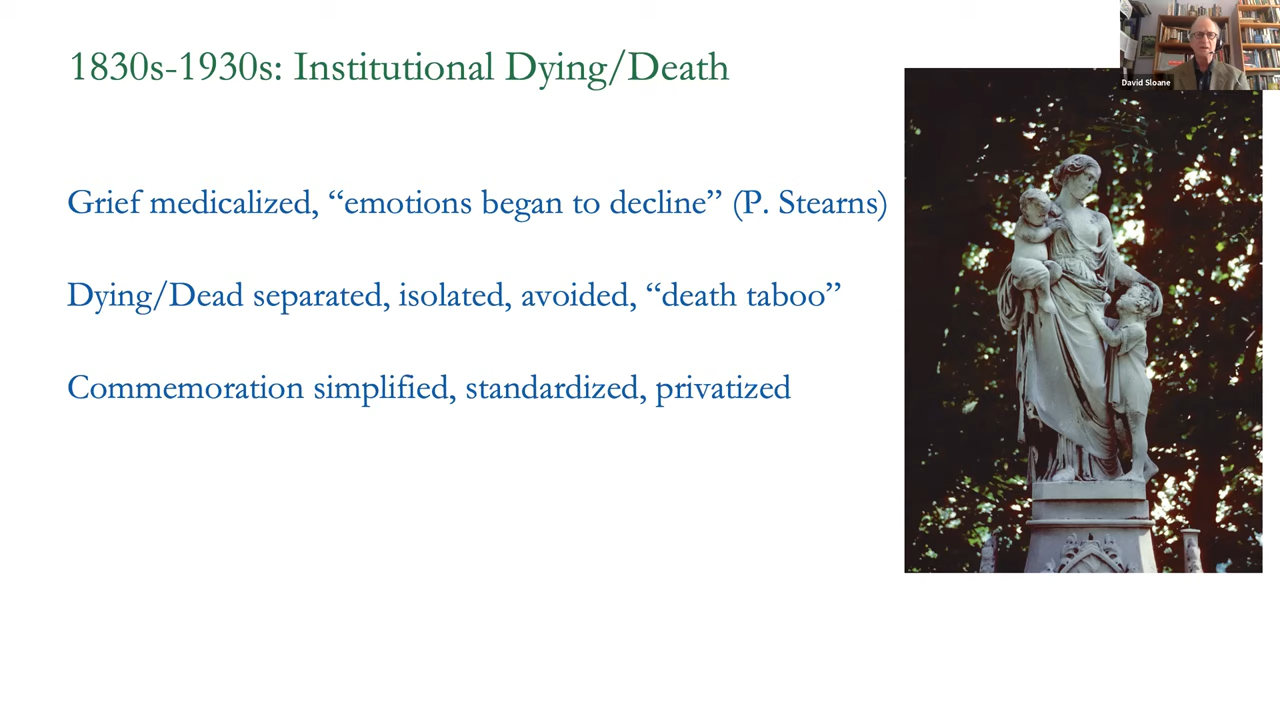 1830s-1930s: Institutional Dying/Death
David Sloane
Grief medicalized, “emotions began to decline” (P. Stearns)
Dying/Dead separated, isolated, avoided, “death taboo”
Commemoration simplified, standardized, privatized